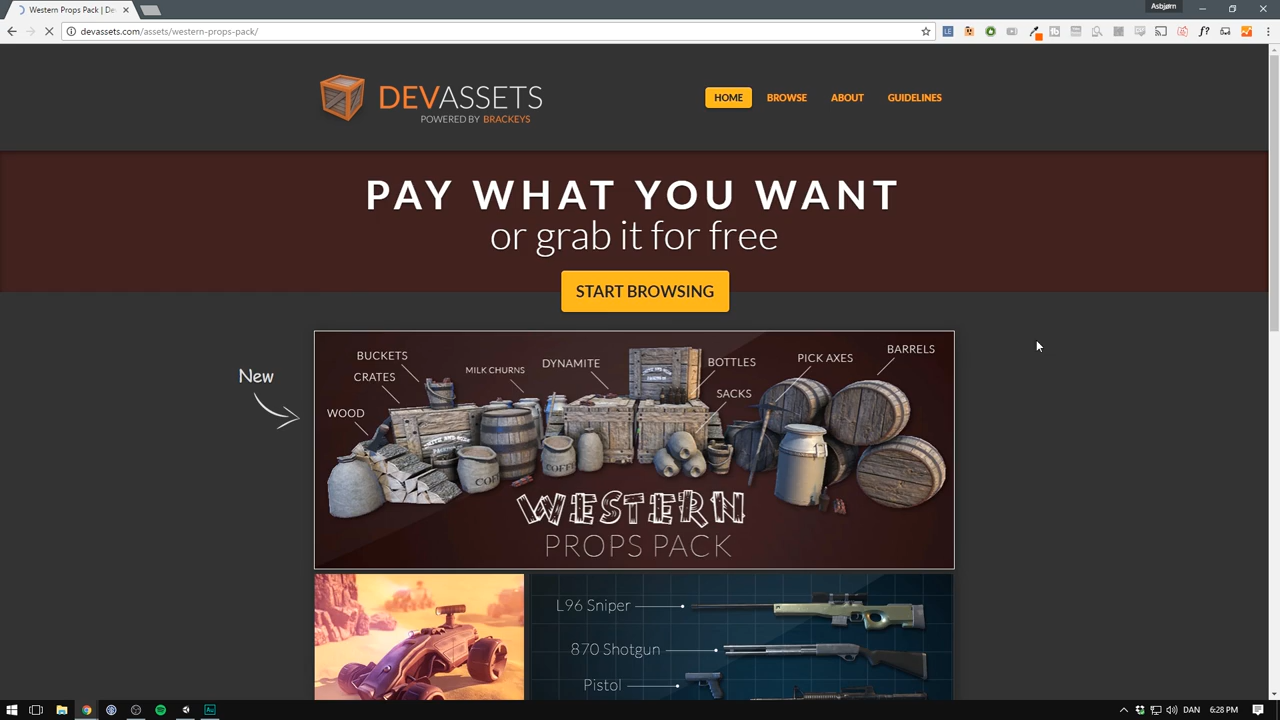 Asbjørn
Western Props Pack | De
devassets.com/assets/western-props-pack/
DEVASSETS
POWERED BY BRACKEYS
HOME
BROWSE
ABOUT
GUIDELINES
PAY WHAT YOU WANT
or grab it for free
START BROWSING
New
BUCKETS
CRATES
WOOD
MILK CHURNS
DYNAMITE
BOTTLES
SACKS
PICK AXES
BARRELS
WESTERN
PROPS PACK
L96 Sniper
870 Shotgun
Pistol
DAN
6:28 PM